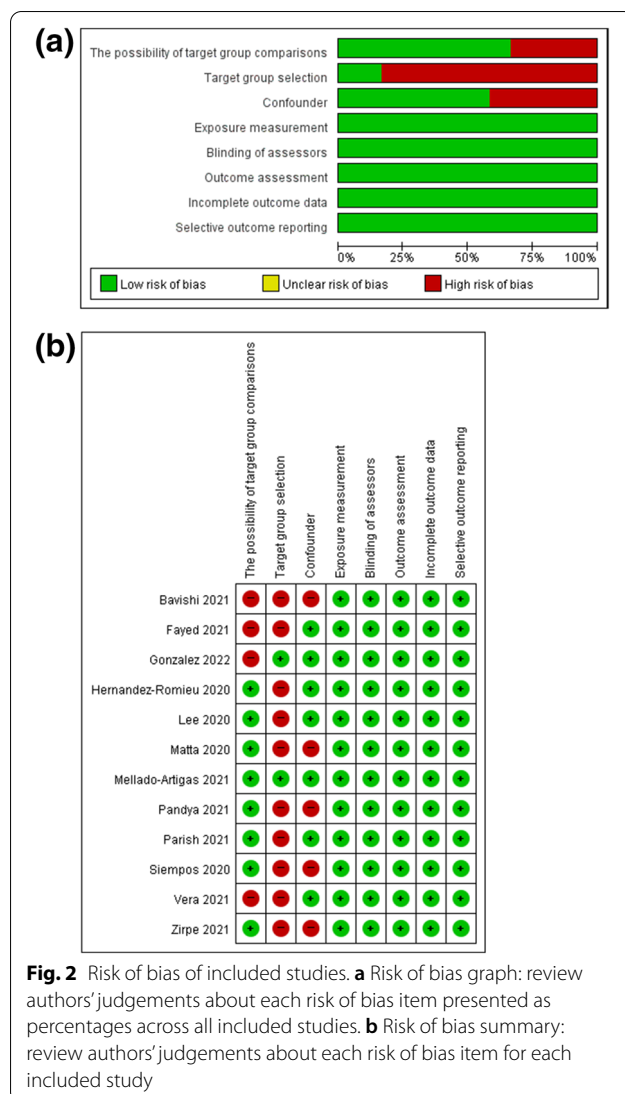 (a)
The possibility of target group comparisons
Target group selection
Confounder
Exposure measurement
Blinding of assessors
Outcome assessment
Incomplete outcome data
Selective outcome reporting
0% 25% 50% 75% 100%
Low risk of bias Unclear risk of bias High risk of bias
(b)
The possibility of target group comparisons
Target group selection
Confounder
Exposure measurement
Blinding of assessors
Outcome assessment
Incomplete outcome data
Selective outcome reporting
Bavishi 2021 - - - + + + + +
Fayed 2021 - - + + + + + +
Gonzalez 2022 - + + + + + + +
Hernandez-Romieu 2020 + - + + + + + +
Lee 2020 + - + + + + + +
Matta 2020 + - - + + + + +
Mellado-Artigas 2021 + + + + + + + +
Pandya 2021 + - - + + + + +
Parish 2021 + - + + + + + +
Siempos 2020 + - - + + + + +
Vera 2021 - - + + + + + +
Zirpe 2021 + - - + + + + +
Fig. 2 Risk of bias of included studies. a Risk of bias graph: review
authors' judgements about each risk of bias item presented as
percentages across all included studies. b Risk of bias summary:
review authors' judgements about each risk of bias item for each
included study